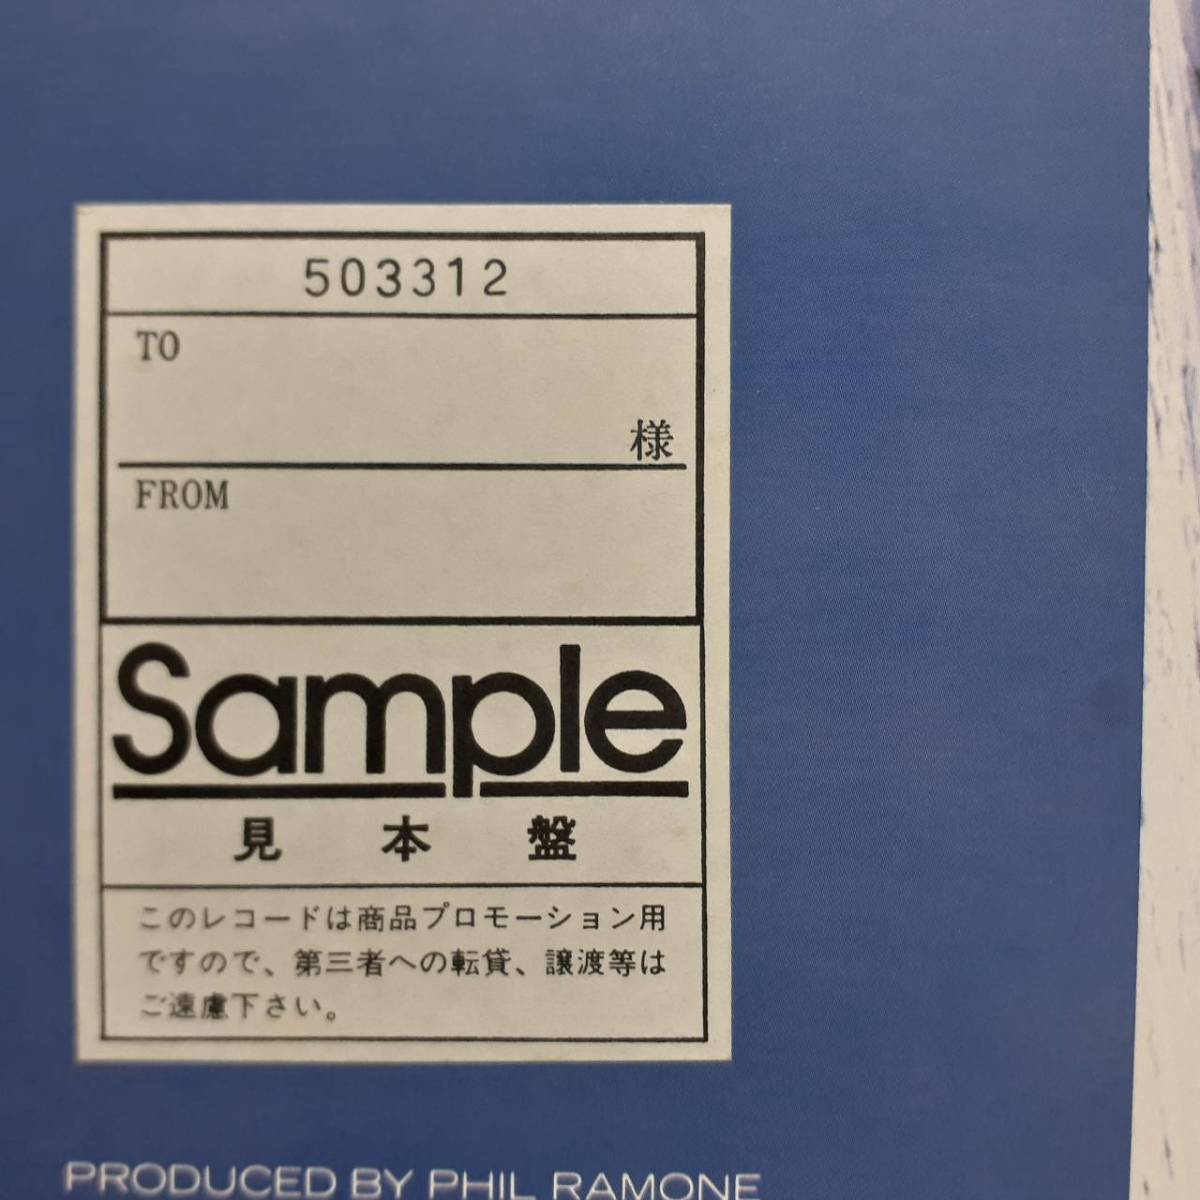 503312
TO
様
FROM
Sample
見本盤
このレコードは商品プロモーション用
ですので、第三者への転貸、譲渡等は
ご遠慮下さい。
PRODUCED BY PHIL RAMONE